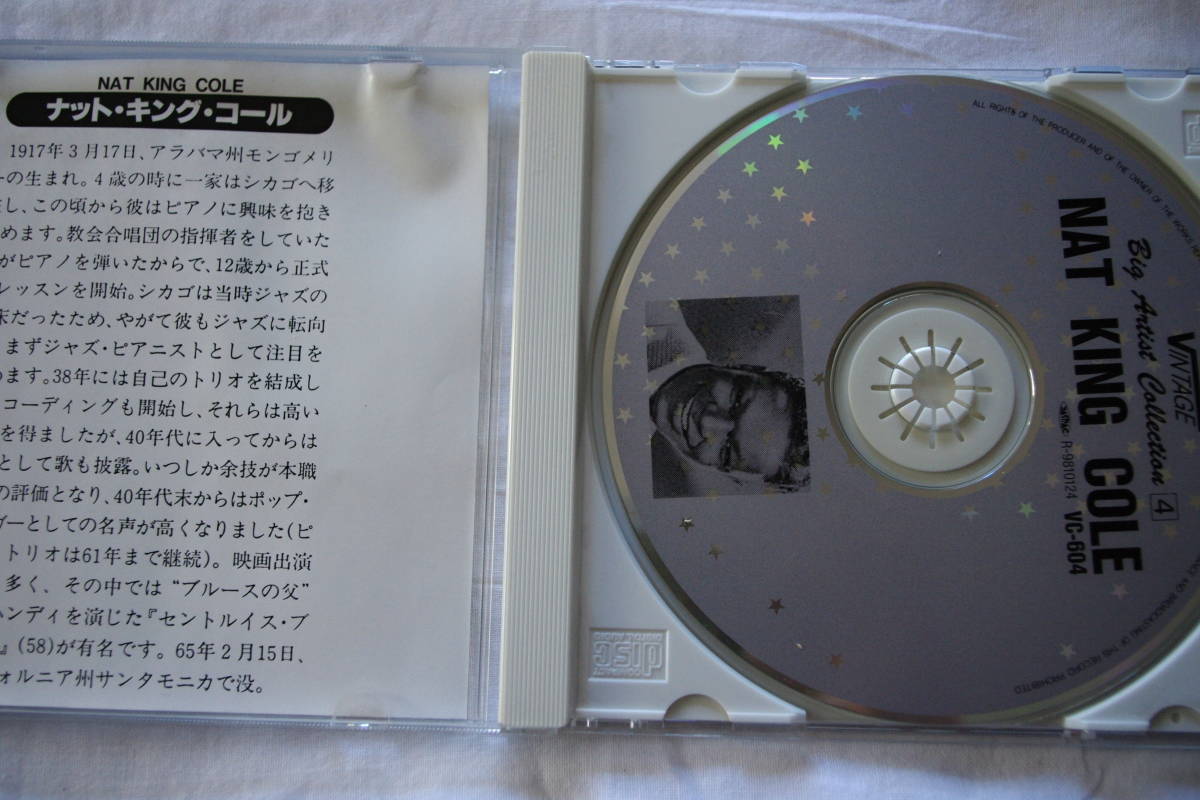 NAT KING COLE
ナット・キング・コール
1917年3月17日、アラバマ州モンゴメリ
ーの生まれ。4歳の時に一家はシカゴへ移
し、この頃から彼はピアノに興味を抱き
めます。教会合唱団の指揮者をしていた
がピアノを弾いたからで、12歳から正式
レッスンを開始。シカゴは当時ジャズの
だったため、やがて彼もジャズに転向
まずジャズ・ピアニストとして注目を
めます。38年には自己のトリオを結成し
コーディングも開始し、それらは高い
を得ましたが、40年代に入ってからは
として歌も披露。いつしか余技が本職
の評価となり、40年代末からはポップ・
ガーとしての名声が高くなりました(ピ
トリオは61年まで継続)。映画出演
多く、その中では“ブルースの父”
ハンディを演じた『セントルイス・ブ
』(58)が有名です。65年2月15日、
ォルニア州サンタモニカで没。
ALL RIGHTS OF THE PRODUCER AND OF THE OWNER OF THE WORKS
VINTAGE
Big Artist Collection 4
NAT KING COLE
R-9810124 VC-604
AND BROADCASTING OF THIS RECORD PROHIBITED
COMPACT
disc
DIGITAL AUDIO